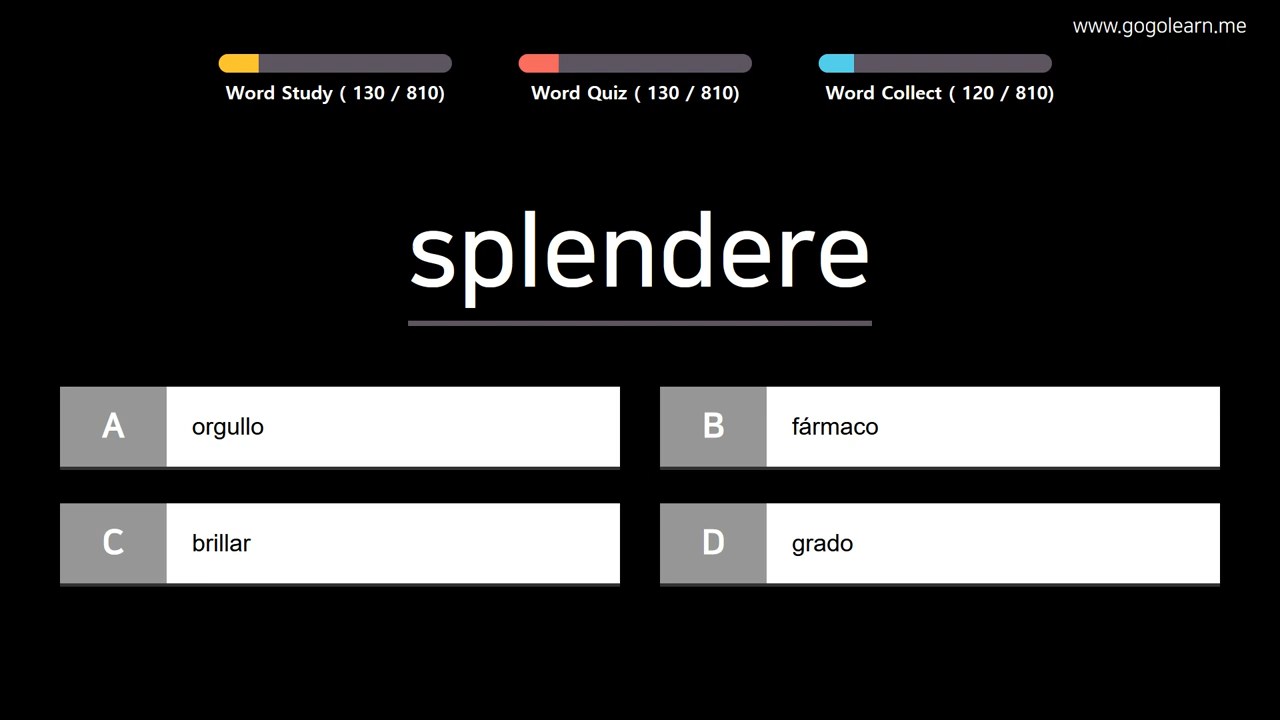 www.gogolearn.me
Word Study ( 130 / 810)
Word Quiz ( 130 / 810)
Word Collect ( 120 / 810)
splendere
A
orgullo
B
fármaco
C
brillar
D
grado